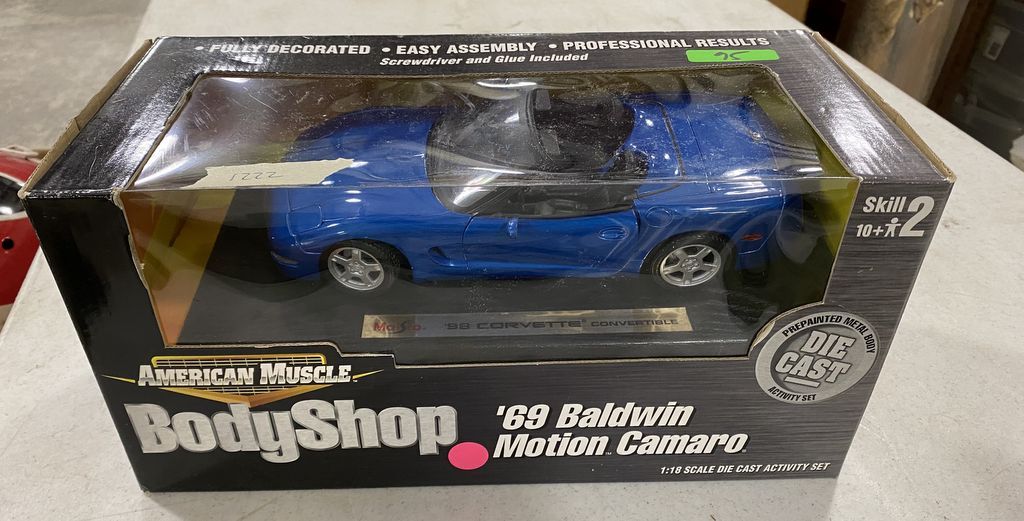 • FULLY DECORATED • EASY ASSEMBLY • PROFESSIONAL RESULTS
Screwdriver and Glue Included
95
1222
Skill 2
10+
Maisto
'98 CORVETTE CONVERTIBLE
PREPAINTED METAL BODY
DIE CAST
ACTIVITY SET
AMERICAN MUSCLE
BodyShop
'69 Baldwin
Motion Camaro
1:18 SCALE DIE CAST ACTIVITY SET